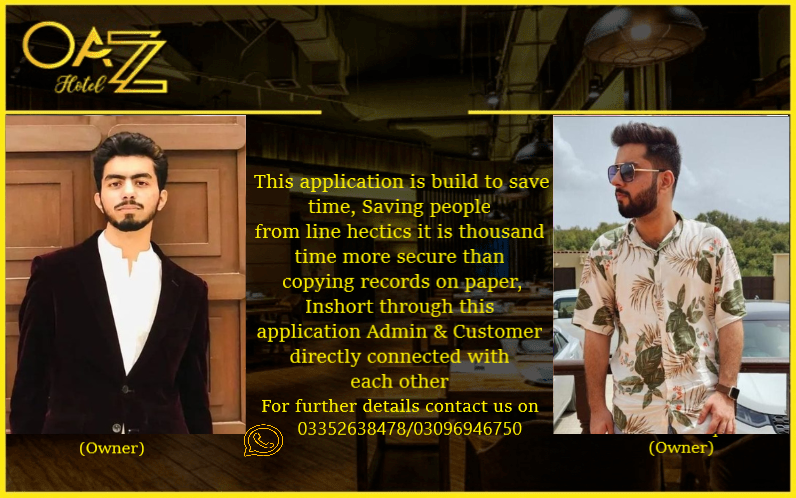 OAZZ
Hotel
This application is build to save
time, Saving people
from line hectics it is thousand
time more secure than
copying records on paper,
Inshort through this
application Admin & Customer
directly connected with
each other
For further details contact us on
03352638478/03096946750
(Owner)
(Owner)